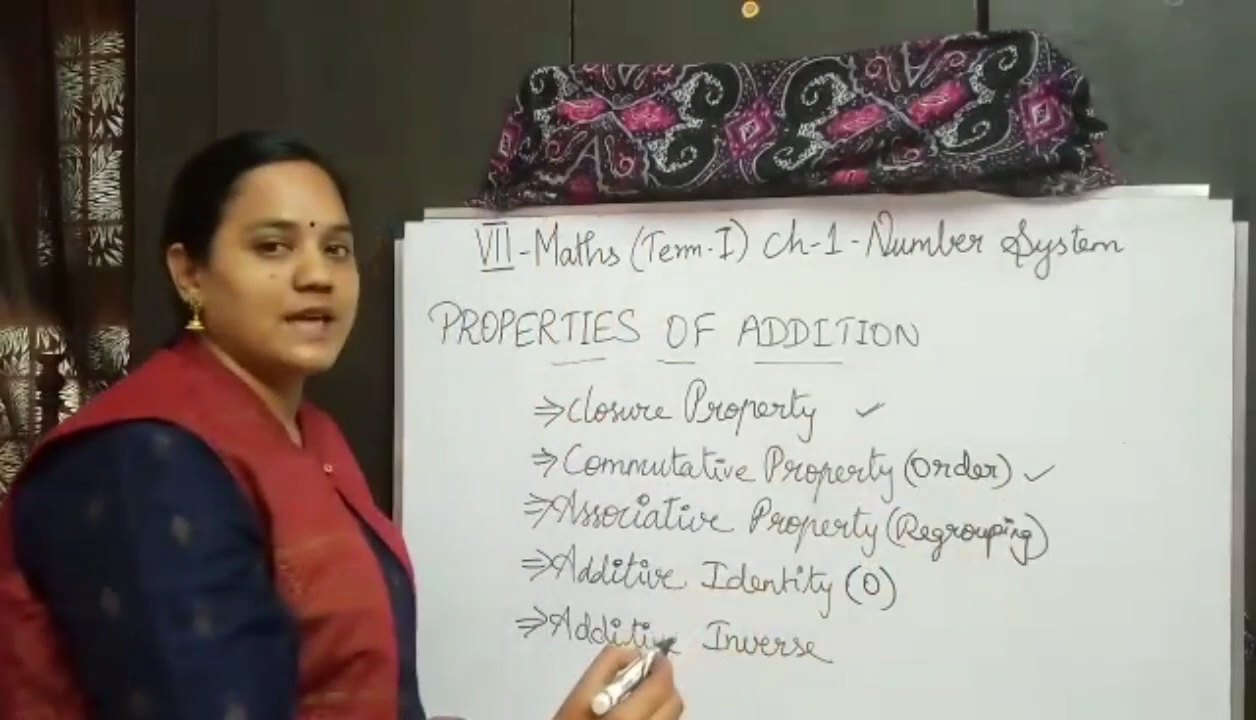 VII-Maths (Term-I) Ch-1-Number System
PROPERTIES OF ADDITION
⇒Closure Property ✓
⇒Commutative Property (Order) ✓
⇒Associative Property (Regrouping)
⇒Additive Identity (0)
⇒Additive Inverse